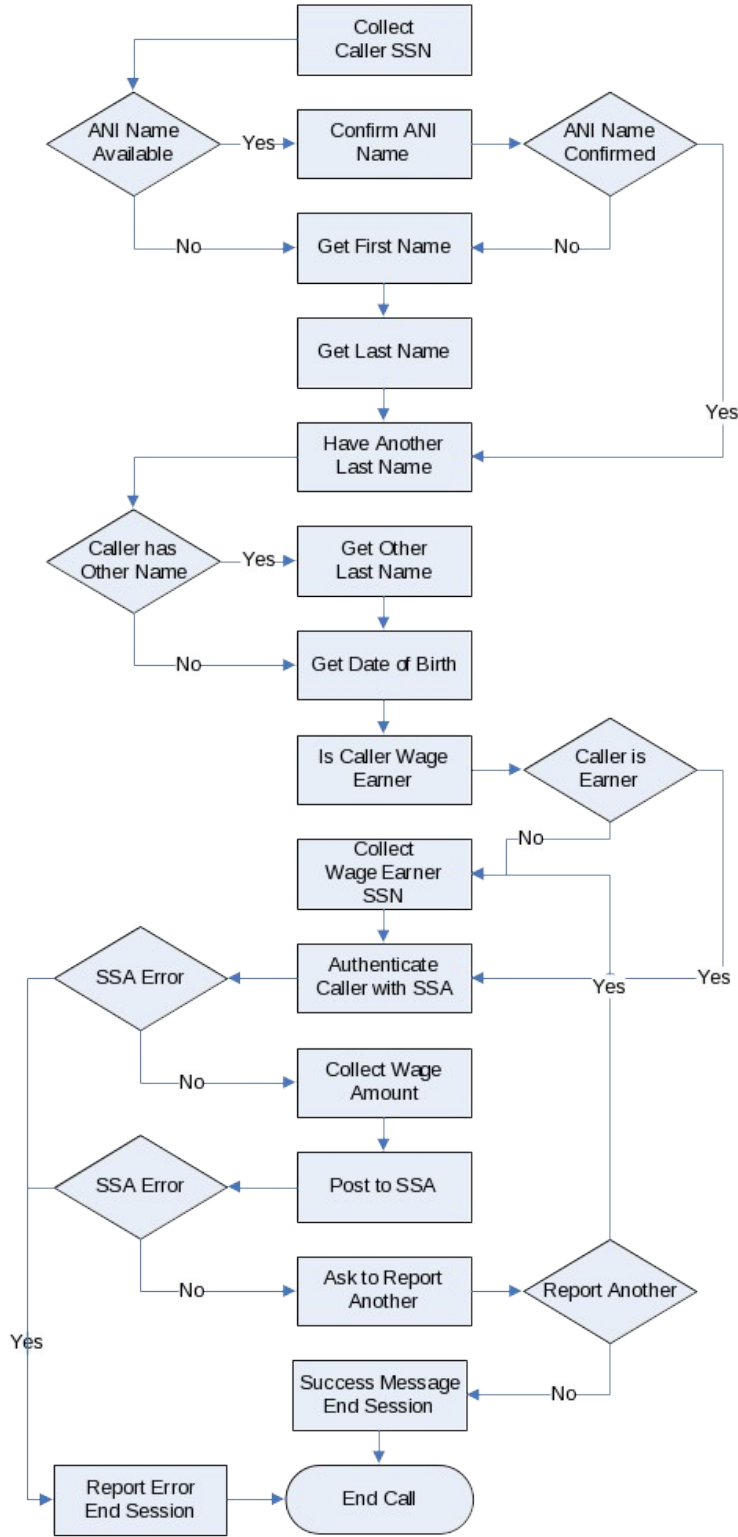 Collect
Caller SSN
ANI Name
Available
Yes
Confirm ANI
Name
ANI Name
Confirmed
No
Get First Name
No
Get Last Name
Yes
Have Another
Last Name
Caller has
Other Name
Yes
Get Other
Last Name
No
Get Date of Birth
Is Caller Wage
Earner
Caller is
Earner
No
Collect
Wage Earner
SSN
SSA Error
Authenticate
Caller with SSA
Yes
Yes
No
Collect Wage
Amount
SSA Error
Post to SSA
No
Ask to Report
Another
Report Another
Yes
Success Message
End Session
No
Report Error
End Session
End Call